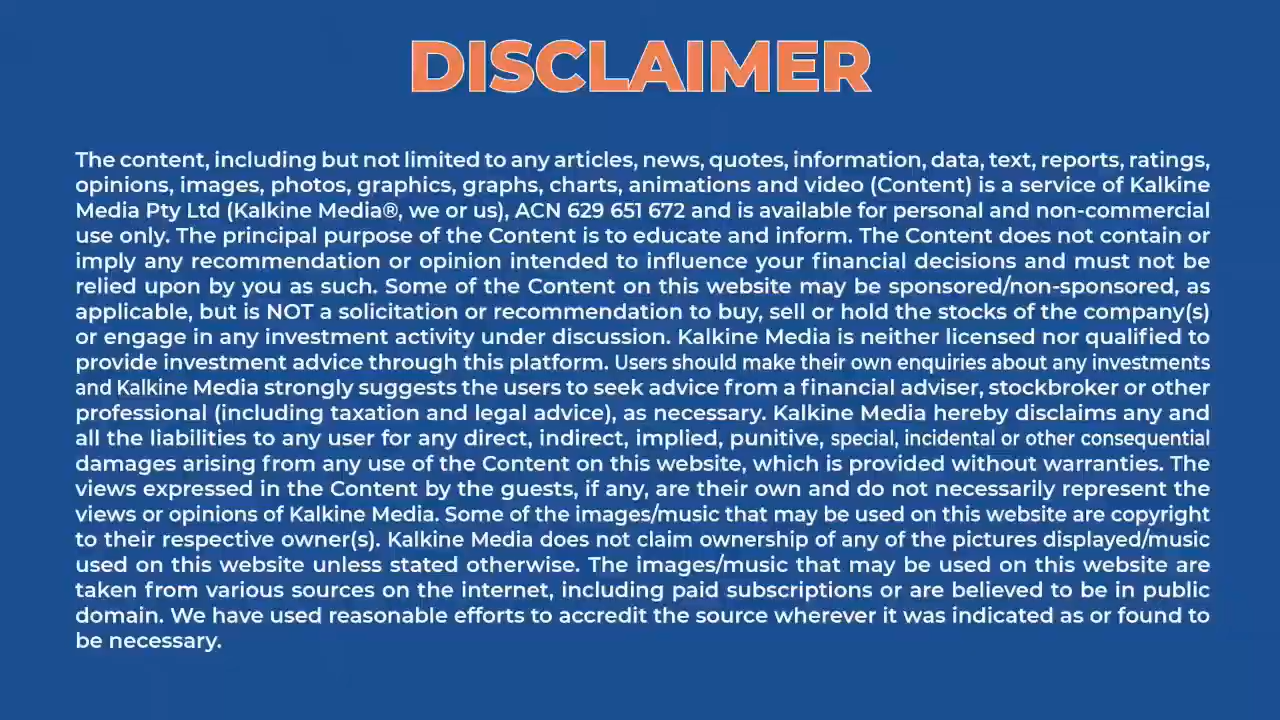 DISCLAIMER
The content, including but not limited to any articles, news, quotes, information, data, text, reports, ratings,
opinions, images, photos, graphics, graphs, charts, animations and video (Content) is a service of Kalkine
Media Pty Ltd (Kalkine Media®, we or us), ACN 629 651 672 and is available for personal and non-commercial
use only. The principal purpose of the Content is to educate and inform. The Content does not contain or
imply any recommendation or opinion intended to influence your financial decisions and must not be
relied upon by you as such. Some of the Content on this website may be sponsored/non-sponsored, as
applicable, but is NOT a solicitation or recommendation to buy, sell or hold the stocks of the company(s)
or engage in any investment activity under discussion. Kalkine Media is neither licensed nor qualified to
provide investment advice through this platform. Users should make their own enquiries about any investments
and Kalkine Media strongly suggests the users to seek advice from a financial adviser, stockbroker or other
professional (including taxation and legal advice), as necessary. Kalkine Media hereby disclaims any and
all the liabilities to any user for any direct, indirect, implied, punitive, special, incidental or other consequential
damages arising from any use of the Content on this website, which is provided without warranties. The
views expressed in the Content by the guests, if any, are their own and do not necessarily represent the
views or opinions of Kalkine Media. Some of the images/music that may be used on this website are copyright
to their respective owner(s). Kalkine Media does not claim ownership of any of the pictures displayed/music
used on this website unless stated otherwise. The images/music that may be used on this website are
taken from various sources on the internet, including paid subscriptions or are believed to be in public
domain. We have used reasonable efforts to accredit the source wherever it was indicated as or found to
be necessary.